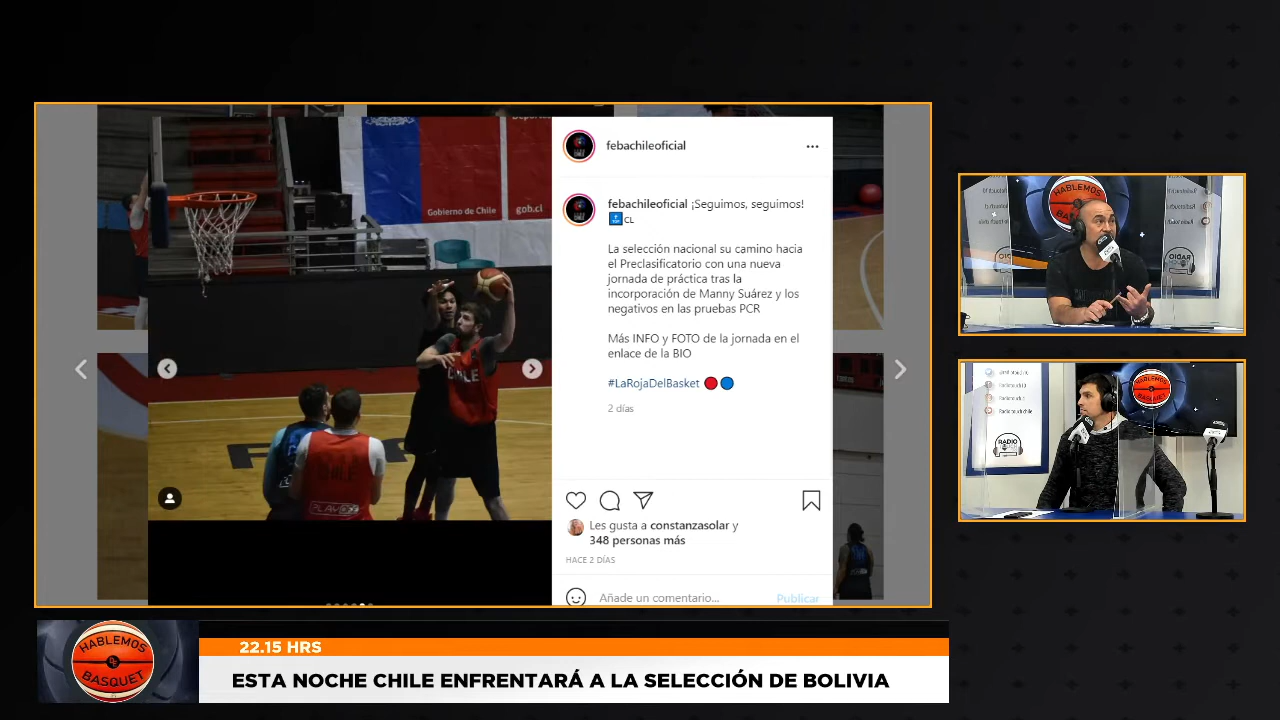 Gobierno de Chile
gob.cl
CHILE
febachileoficial
febachileoficial ¡Seguimos, seguimos!
CL
La selección nacional su camino hacia
el Preclasificatorio con una nueva
jornada de práctica tras la
incorporación de Manny Suárez y los
negativos en las pruebas PCR
Más INFO y FOTO de la jornada en el
enlace de la BIO
#LaRojaDelBasket
2 días
Les gusta a constanzasolar y
348 personas más
HACE 2 DÍAS
Añade un comentario...
Publicar
HABLEMOS
HABLEMOS
BASQUET
RADIO
HABLEMOS
BASQUET
22.15 HRS
ESTA NOCHE CHILE ENFRENTARÁ A LA SELECCIÓN DE BOLIVIA